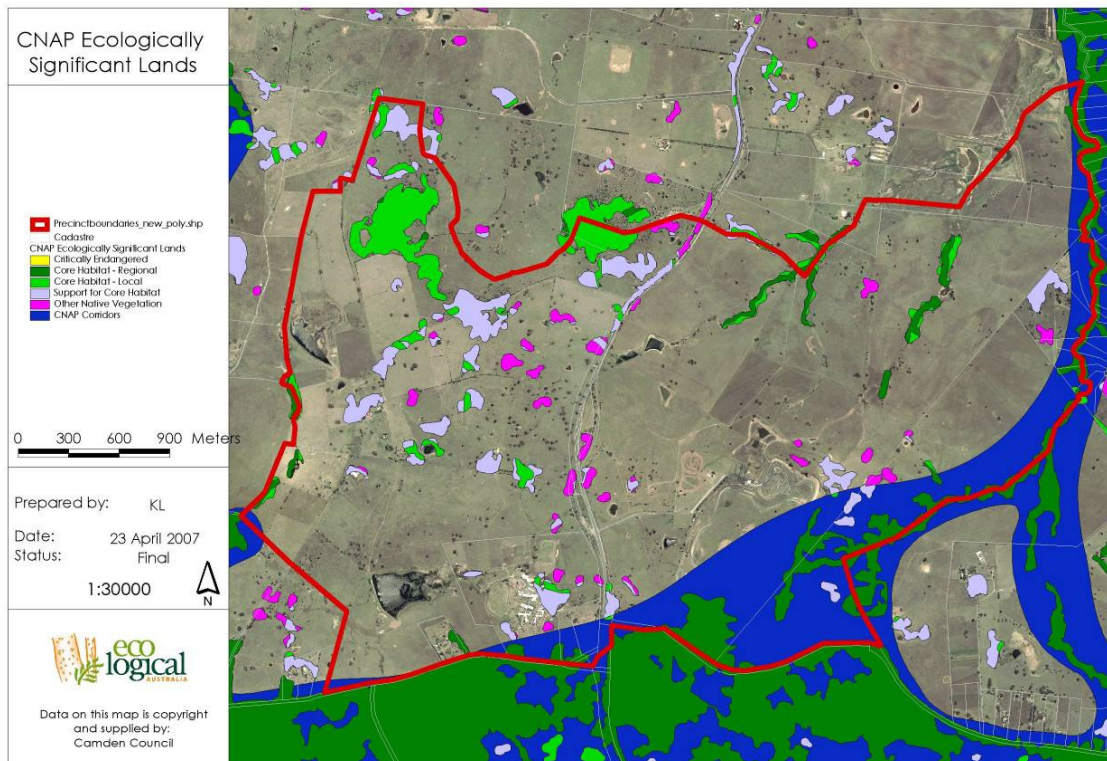 CNAP Ecologically
Significant Lands
Precinctboundaries_new_poly.shp
Cadastre
CNAP Ecologically Significant Lands
Critically Endangered
Core Habitat - Regional
Core Habitat - Local
Support for Core Habitat
Other Native Vegetation
CNAP Corridors
0 300 600 900 Meters
Prepared by: KL
Date: 23 April 2007
Status: Final
1:30000
N
eco
logical
AUSTRALIA
Data on this map is copyright
and supplied by:
Camden Council